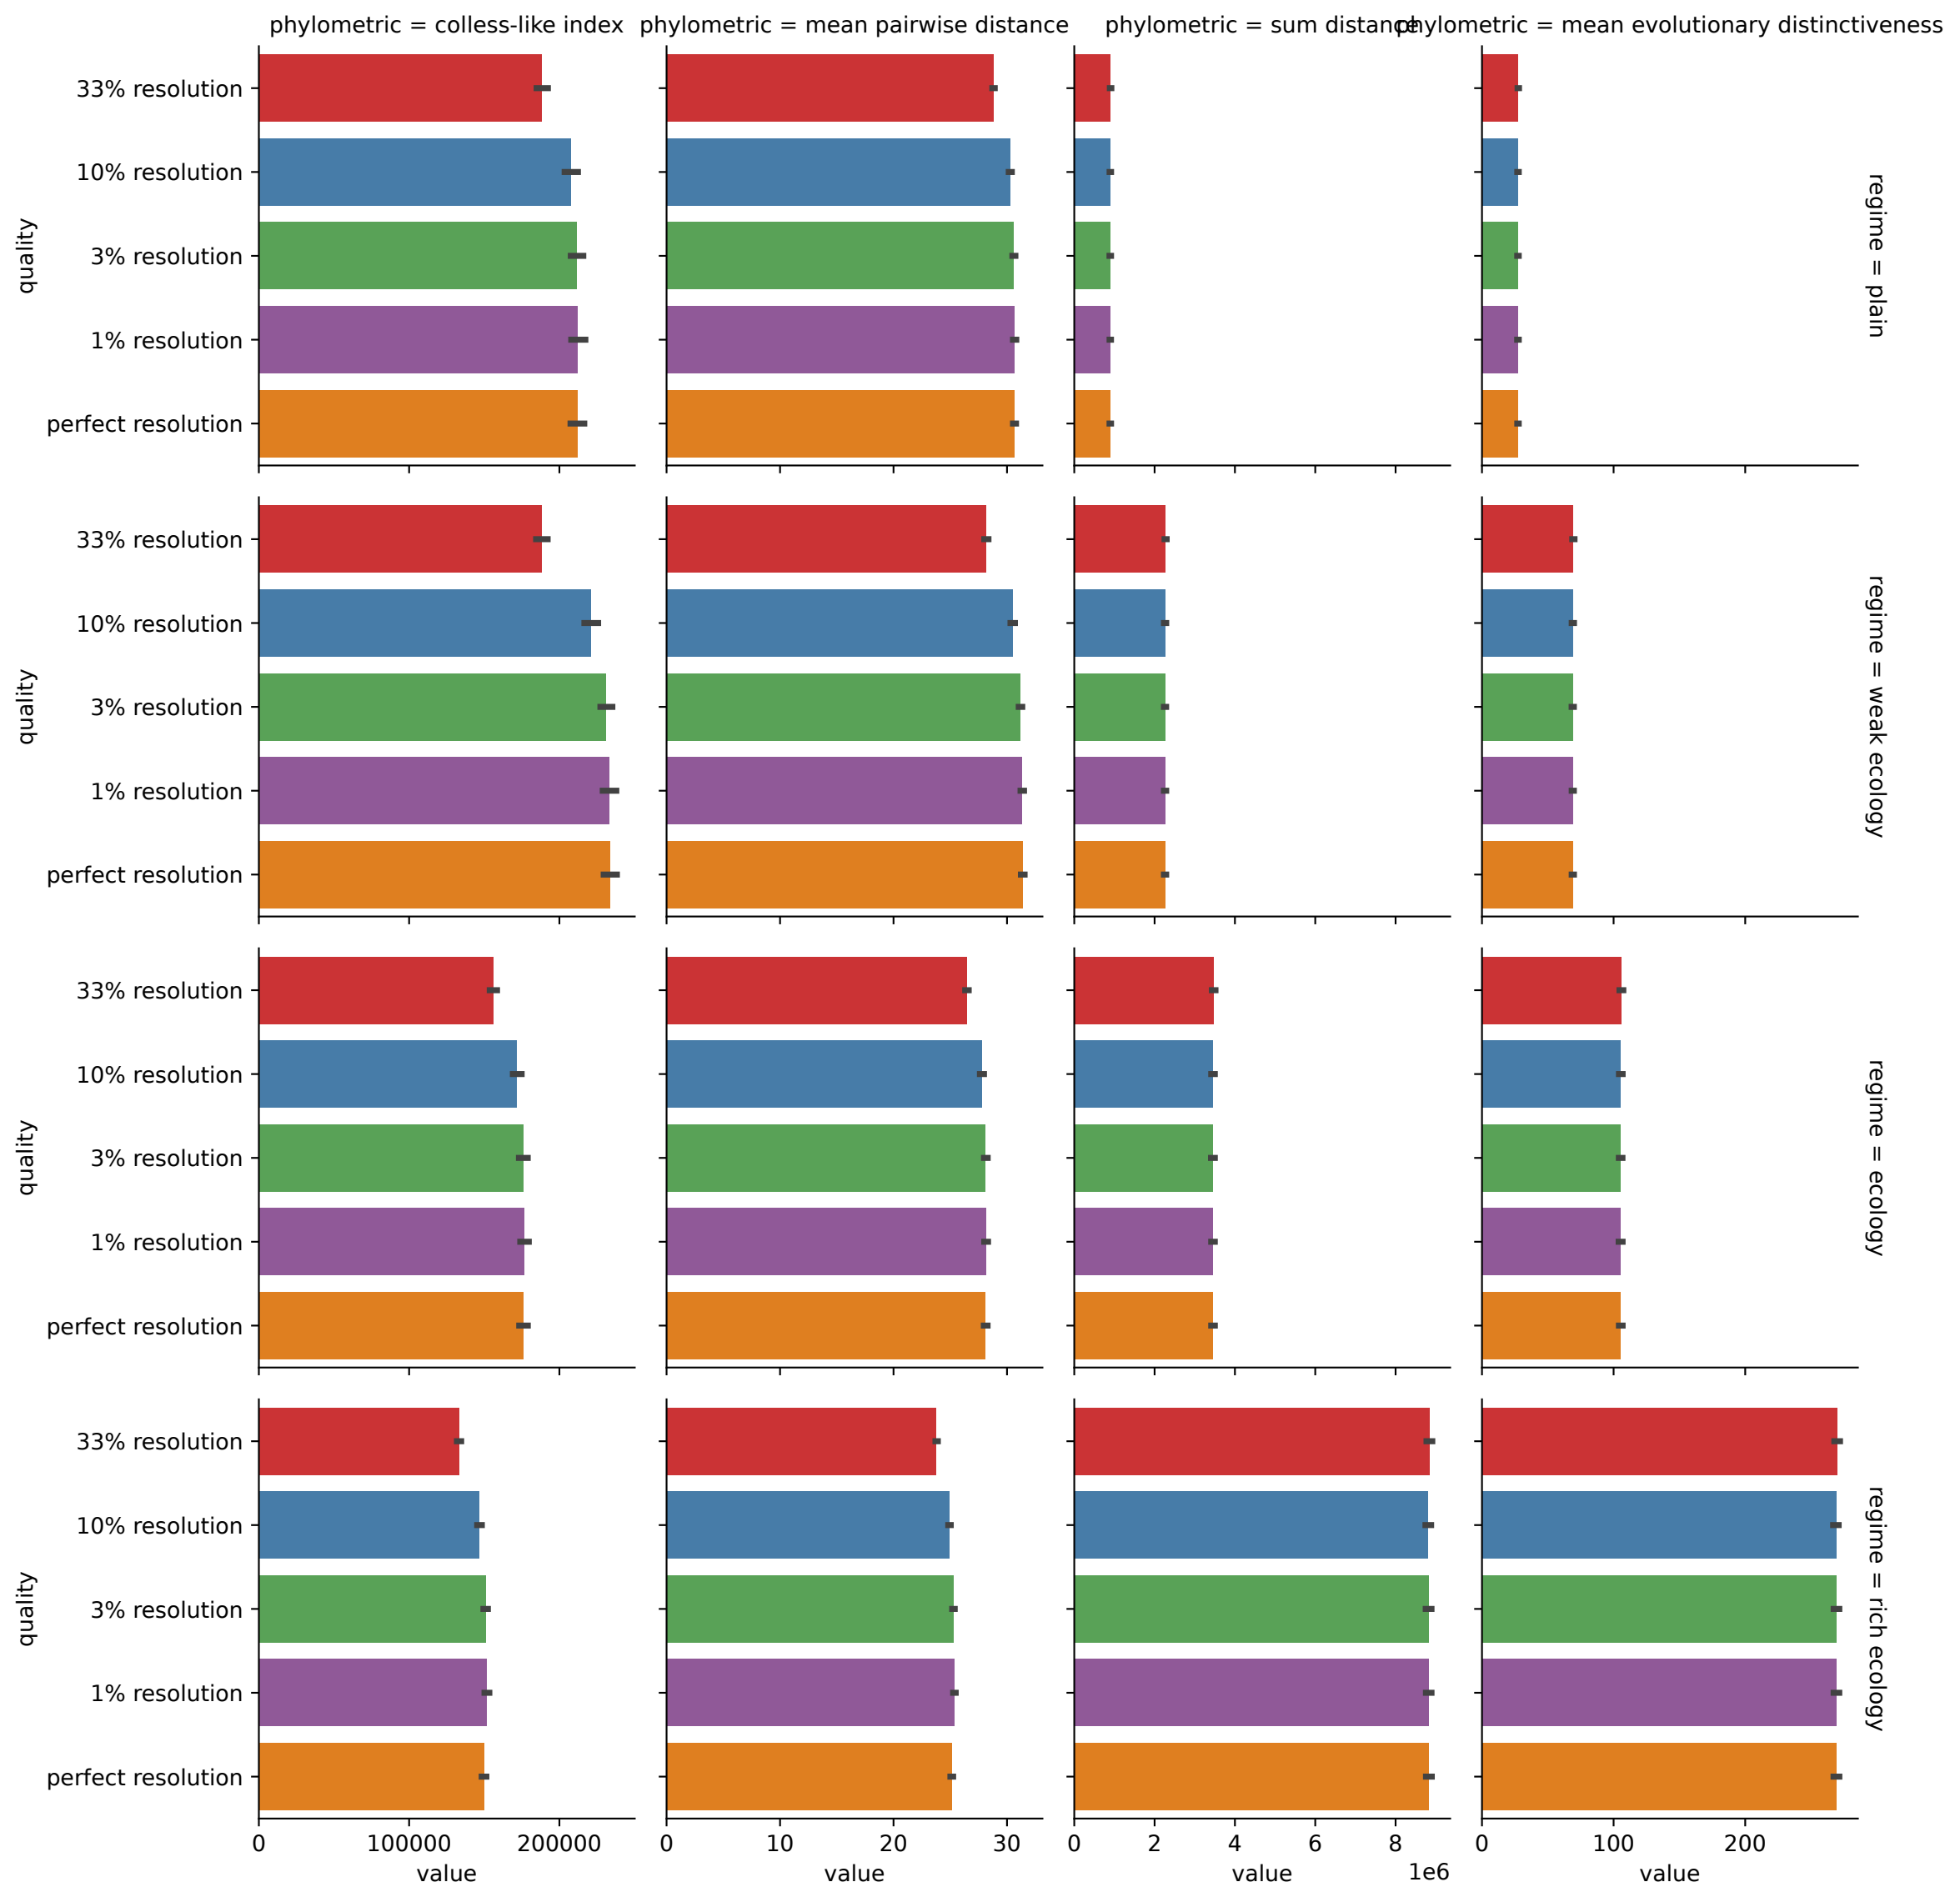 phylometric = colless-like index
phylometric = mean pairwise distance
phylometric = sum distance
phylometric = mean evolutionary distinctiveness
quality
33% resolution
10% resolution
3% resolution
1% resolution
perfect resolution
regime = plain
quality
33% resolution
10% resolution
3% resolution
1% resolution
perfect resolution
regime = weak ecology
quality
33% resolution
10% resolution
3% resolution
1% resolution
perfect resolution
regime = ecology
quality
33% resolution
10% resolution
3% resolution
1% resolution
perfect resolution
regime = rich ecology
0 100000 200000
value
0 10 20 30
value
0 2 4 6 8
1e6
value
0 100 200
value